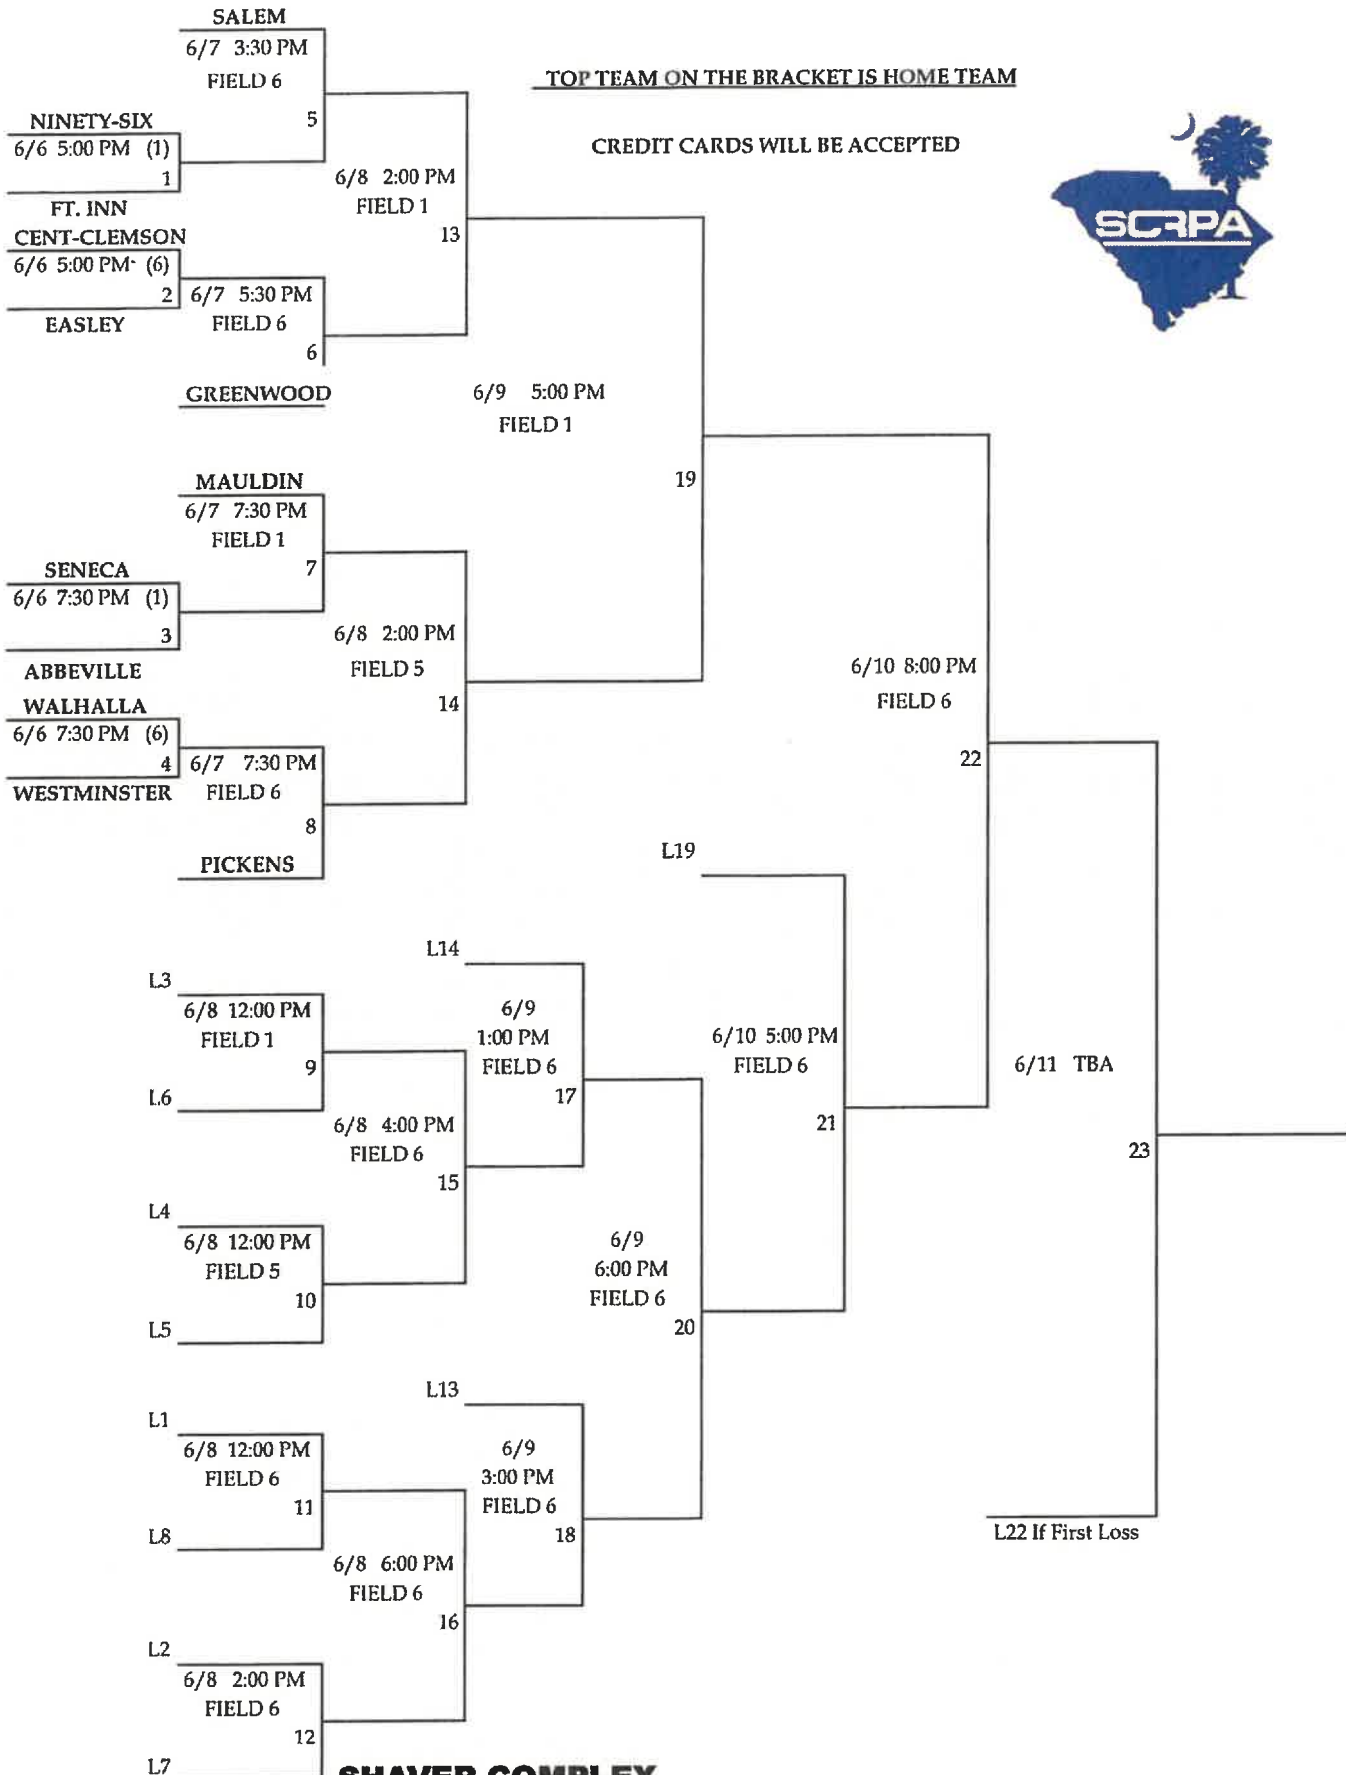 SALEM
6/7 3:30 PM
FIELD 6
5
TOP TEAM ON THE BRACKET IS HOME TEAM
CREDIT CARDS WILL BE ACCEPTED
SCRPA
NINETY-SIX
6/6 5:00 PM (1)
1
FT. INN
6/8 2:00 PM
FIELD 1
13
CENT-CLEMSON
6/6 5:00 PM (6)
2
EASLEY
6/7 5:30 PM
FIELD 6
6
GREENWOOD
6/9 5:00 PM
FIELD 1
19
MAULDIN
6/7 7:30 PM
FIELD 1
7
SENECA
6/6 7:30 PM (1)
3
ABBEVILLE
6/8 2:00 PM
FIELD 5
14
WALHALLA
6/6 7:30 PM (6)
4
WESTMINSTER
6/7 7:30 PM
FIELD 6
8
PICKENS
6/10 8:00 PM
FIELD 6
22
L19
L14
L3
6/8 12:00 PM
FIELD 1
9
L6
6/9
1:00 PM
FIELD 6
17
6/10 5:00 PM
FIELD 6
21
6/11 TBA
23
6/8 4:00 PM
FIELD 6
15
L4
6/8 12:00 PM
FIELD 5
10
L5
6/9
6:00 PM
FIELD 6
20
L13
L1
6/8 12:00 PM
FIELD 6
11
L8
6/9
3:00 PM
FIELD 6
18
L22 If First Loss
6/8 6:00 PM
FIELD 6
16
L2
6/8 2:00 PM
FIELD 6
12
L7
SHAVER COMPLEX